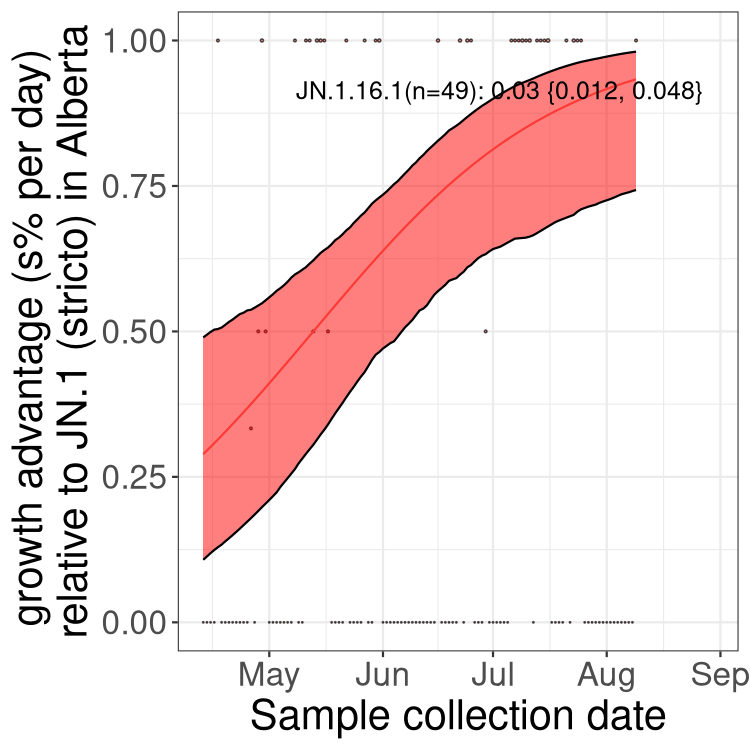 growth advantage (s% per day)
relative to JN.1 (stricto) in Alberta
1.00
0.75
0.50
0.25
0.00
JN.1.16.1(n=49): 0.03 {0.012, 0.048}
May Jun Jul Aug Sep
Sample collection date